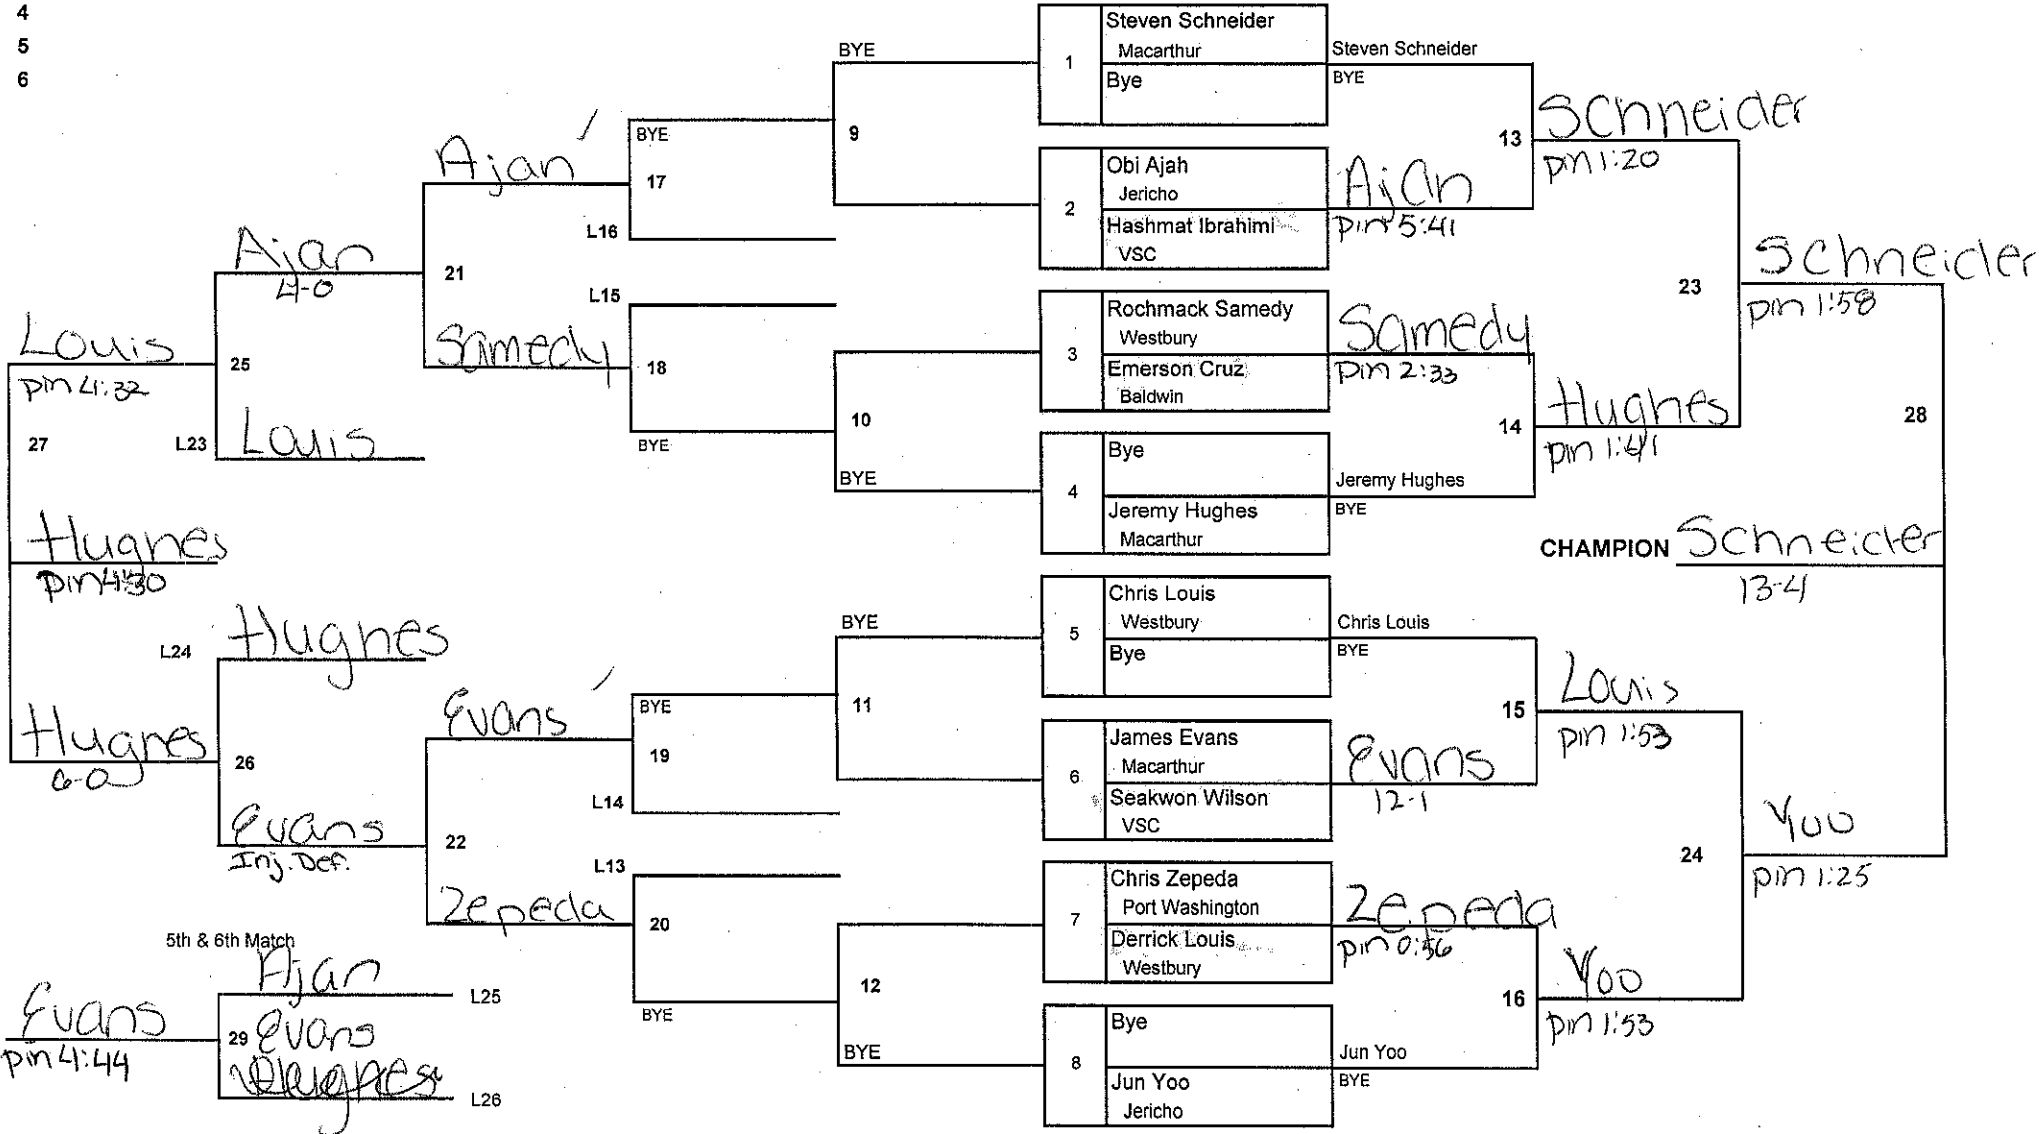 4
5
6
BYE
1
Steven Schneider
Macarthur
Bye
Steven Schneider
BYE
9
2
Obi Ajah
Jericho
Hashmat Ibrahimi
VSC
Ajan
pin 5:41
13
Schneider
pin 1:20
Ajan
BYE
17
L16
Ajan
4-0
21
L15
Samedy
18
BYE
10
BYE
3
Rochmack Samedy
Westbury
Emerson Cruz
Baldwin
Samedy
pin 2:33
4
Bye
Jeremy Hughes
Macarthur
Jeremy Hughes
BYE
14
Hughes
pin 1:41
23
Schneider
pin 1:58
28
CHAMPION Schneider
13-4
Louis
pin 4:32
25
27
L23
Louis
Hughes
pin 4:30
L24
Hughes
Hughes
6-0
26
Evans
Inj. Def.
Evans
22
Zepeda
BYE
19
L14
L13
20
BYE
BYE
11
12
BYE
5
Chris Louis
Westbury
Bye
Chris Louis
BYE
6
James Evans
Macarthur
Seakwon Wilson
VSC
Evans
12-1
15
Louis
pin 1:53
7
Chris Zepeda
Port Washington
Derrick Louis
Westbury
Zepeda
pin 0:56
8
Bye
Jun Yoo
Jericho
Jun Yoo
BYE
16
Yoo
pin 1:53
24
Yoo
pin 1:25
5th & 6th Match
Ajan
L25
Evans
pin 4:44
29
Evans
Hughes
L26